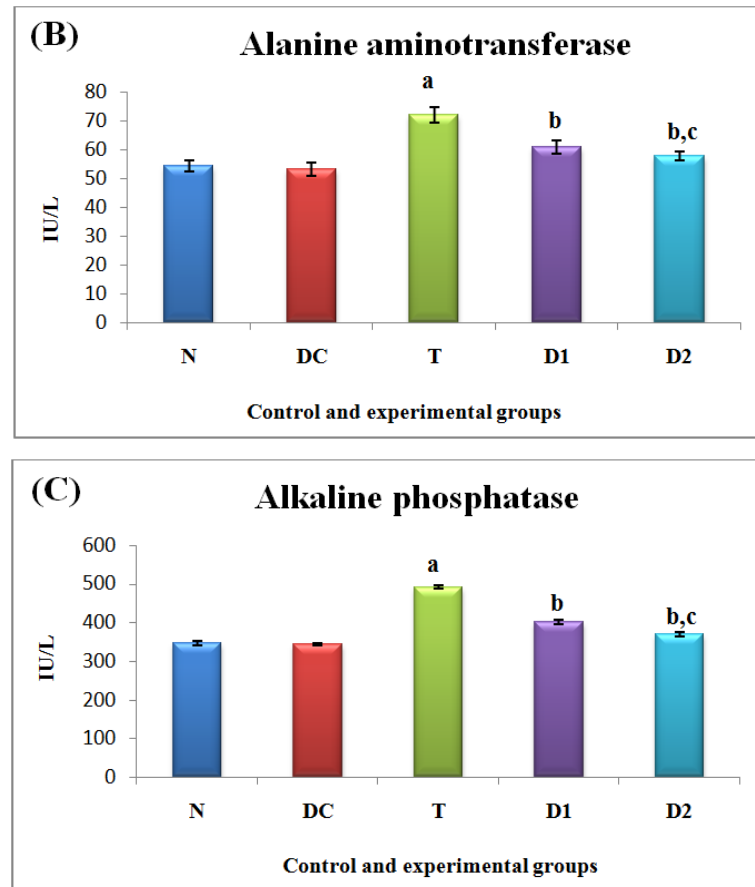 (B)
Alanine aminotransferase
a
b
b,c
80
70
60
50
40
30
20
10
0
IU/L
N DC T D1 D2
Control and experimental groups
(C)
Alkaline phosphatase
a
b
b,c
600
500
400
300
200
100
0
IU/L
N DC T D1 D2
Control and experimental groups